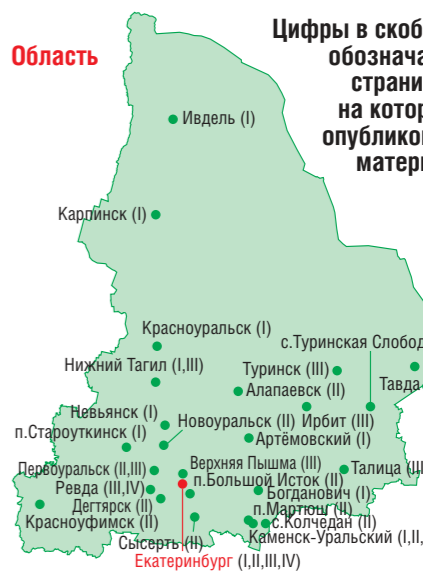 Область
Цифры в скоб
обознача
страни
на котор
опубликов
матери
Ивдель (I)
Карпинск (I)
Красноуральск (I)
с.Туринская Слобод
Нижний Тагил (I,III)
Туринск (III)
Тавда
Алапаевск (II)
Невьянск (I)
Новоуральск (II)
Ирбит (III)
п.Староуткинск (I)
Артёмовский (I)
Первоуральск (II,III)
Верхняя Пышма (III)
Талица (III
п.Большой Исток (II)
Ревда (III,IV)
Богданович (I)
Дегтярск (II)
п.Мартюш (II)
Красноуфимск (II)
с.Колчедан (II)
Сысерть (II)
Каменск-Уральский (I,II,
Екатеринбург (I,II,III,IV)